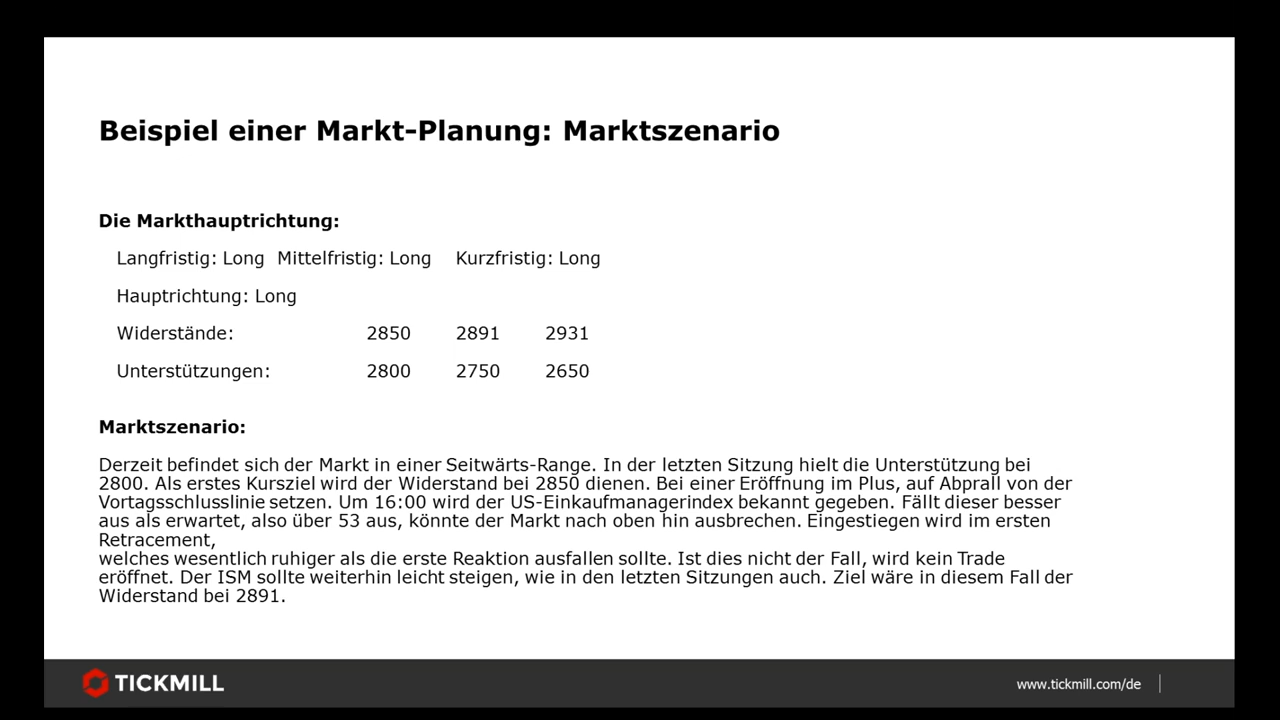 Beispiel einer Markt-Planung: Marktszenario
Die Markthauptrichtung:
Langfristig: Long Mittelfristig: Long Kurzfristig: Long
Hauptrichtung: Long
Widerstände: 2850 2891 2931
Unterstützungen: 2800 2750 2650
Marktszenario:
Derzeit befindet sich der Markt in einer Seitwärts-Range. In der letzten Sitzung hielt die Unterstützung bei
2800. Als erstes Kursziel wird der Widerstand bei 2850 dienen. Bei einer Eröffnung im Plus, auf Abprall von der
Vortagsschlusslinie setzen. Um 16:00 wird der US-Einkaufmanagerindex bekannt gegeben. Fällt dieser besser
aus als erwartet, also über 53 aus, könnte der Markt nach oben hin ausbrechen. Eingestiegen wird im ersten
Retracement,
welches wesentlich ruhiger als die erste Reaktion ausfallen sollte. Ist dies nicht der Fall, wird kein Trade
eröffnet. Der ISM sollte weiterhin leicht steigen, wie in den letzten Sitzungen auch. Ziel wäre in diesem Fall der
Widerstand bei 2891.
TICKMILL
www.tickmill.com/de